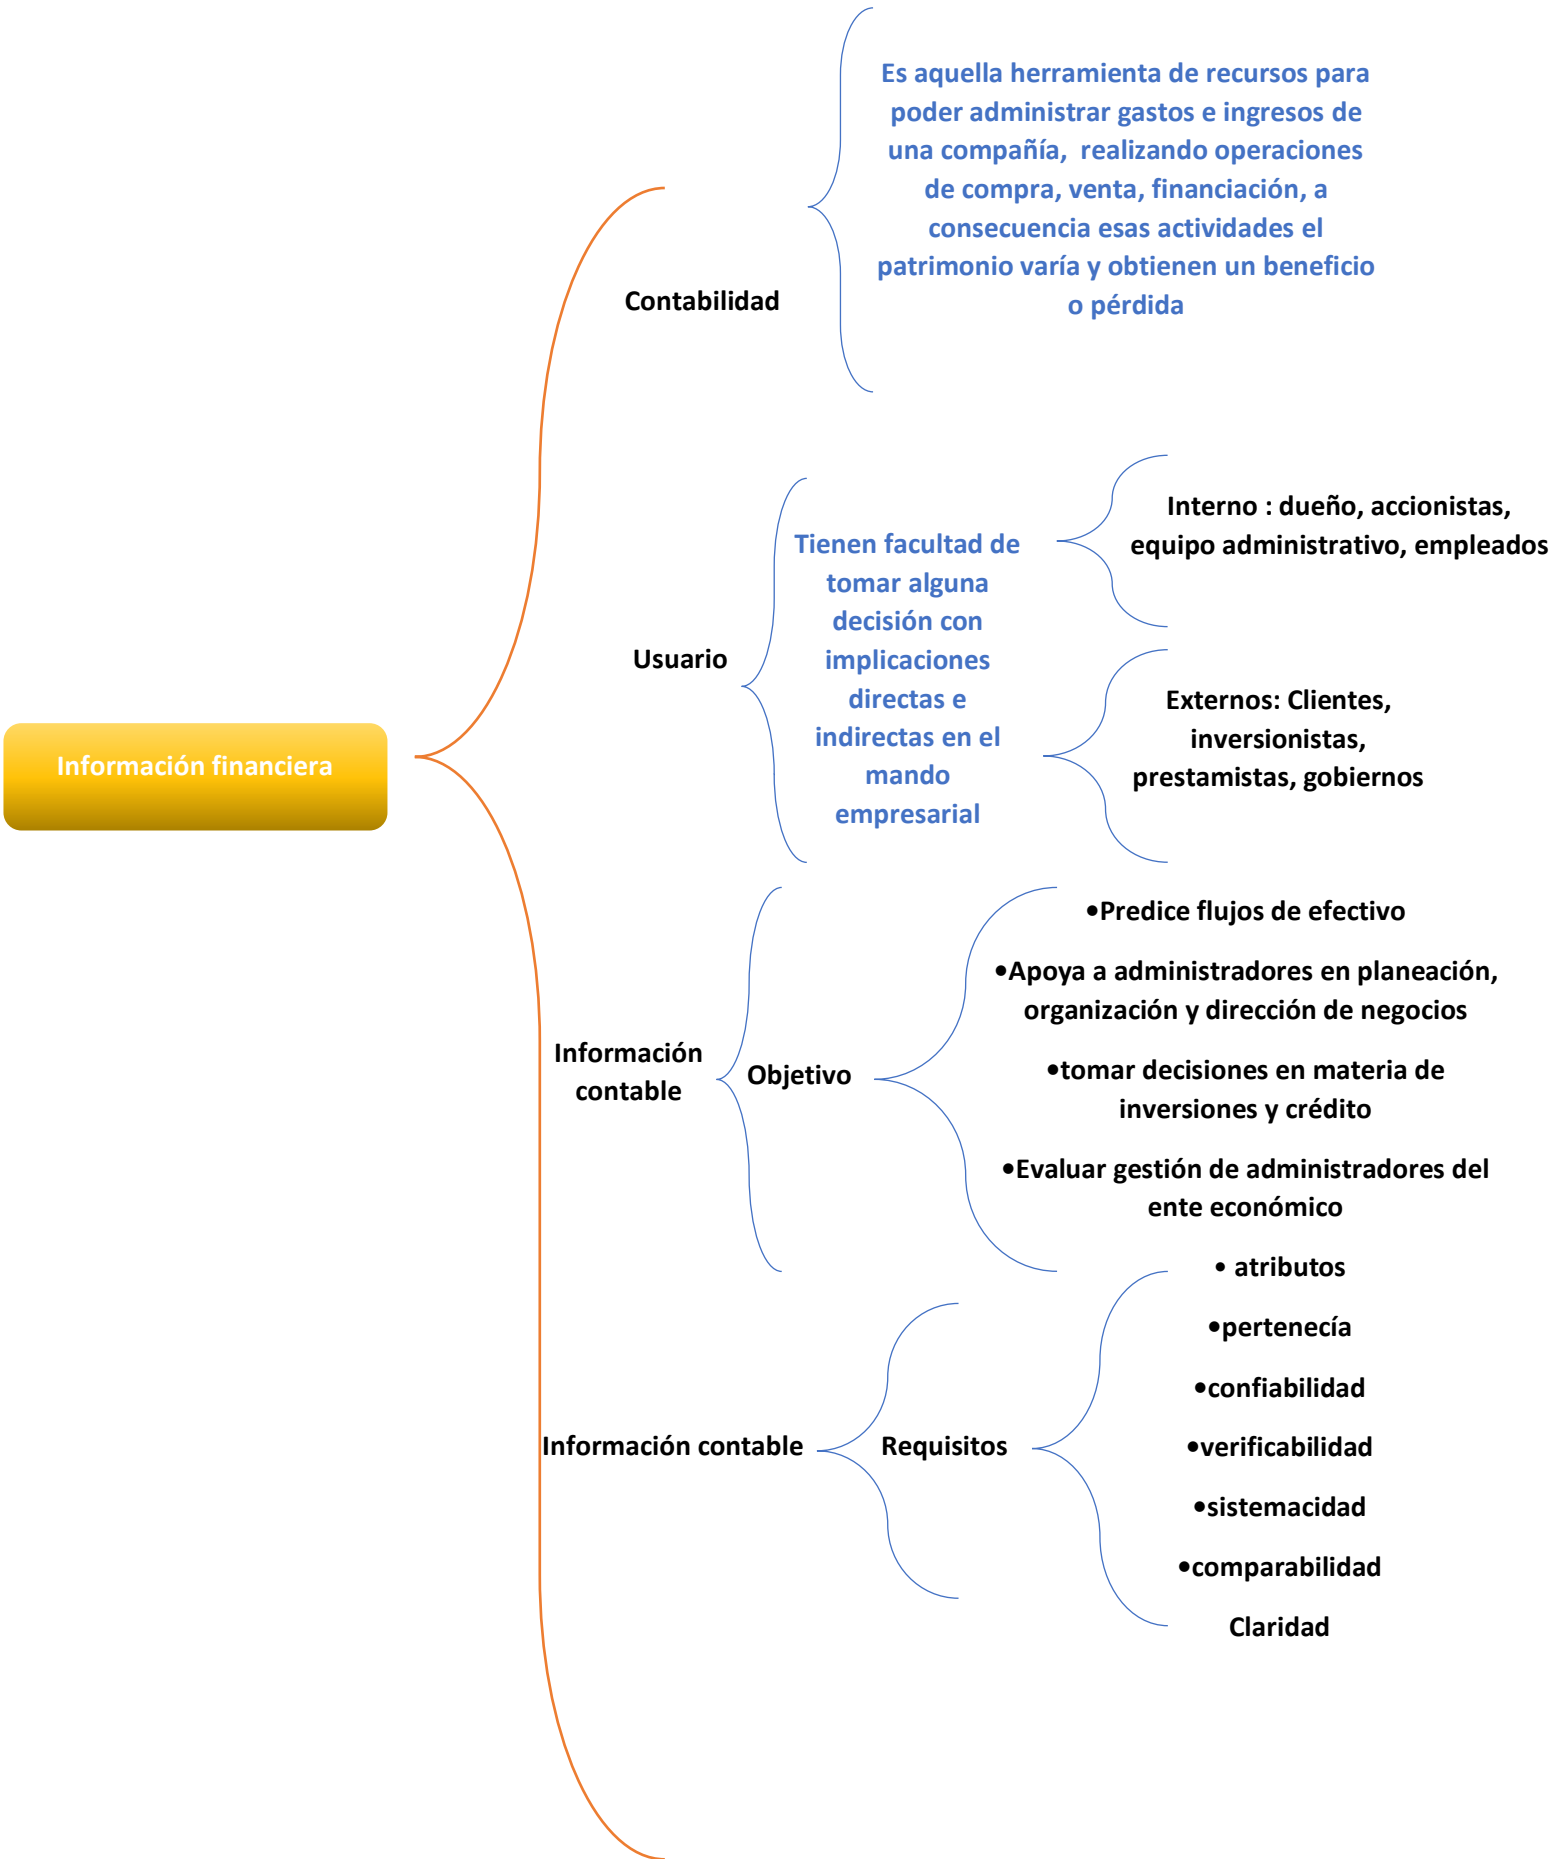 Es aquella herramienta de recursos para
poder administrar gastos e ingresos de
una compañía, realizando operaciones
de compra, venta, financiación, a
consecuencia esas actividades el
patrimonio varía y obtienen un beneficio
o pérdida
Contabilidad
Interno : dueño, accionistas,
equipo administrativo, empleados
Tienen facultad de
tomar alguna
decisión con
implicaciones
directas e
indirectas en el
mando
empresarial
Usuario
Externos: Clientes,
inversionistas,
prestamistas, gobiernos
Información financiera
•Predice flujos de efectivo
•Apoya a administradores en planeación,
organización y dirección de negocios
•tomar decisiones en materia de
inversiones y crédito
•Evaluar gestión de administradores del
ente económico
Información
contable
Objetivo
• atributos
•pertenecía
•confiabilidad
•verificabilidad
•sistemacidad
•comparabilidad
Claridad
Información contable
Requisitos